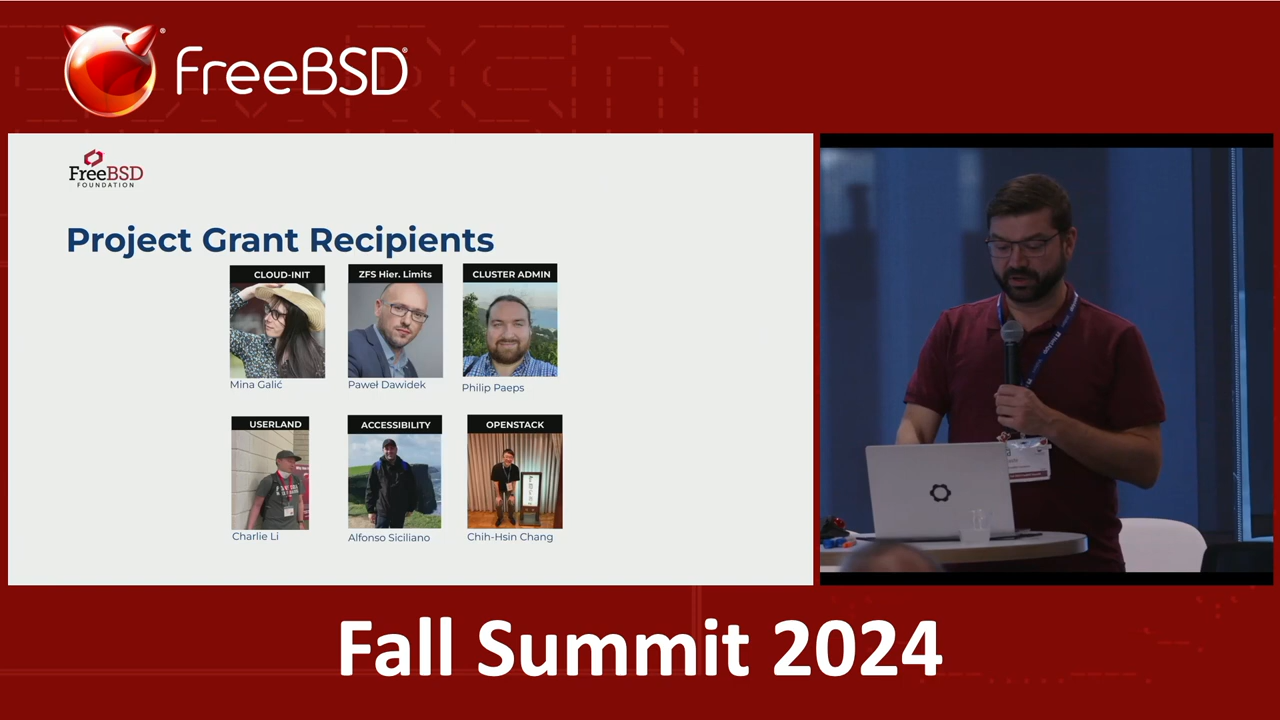 FreeBSD
FreeBSD
FOUNDATION
Project Grant Recipients
CLOUD-INIT
ZFS Hier. Limits
CLUSTER ADMIN
Mina Galić
Paweł Dawidek
Philip Paeps
USERLAND
ACCESSIBILITY
OPENSTACK
Charlie Li
Alfonso Siciliano
Chih-Hsin Chang
Fall Summit 2024